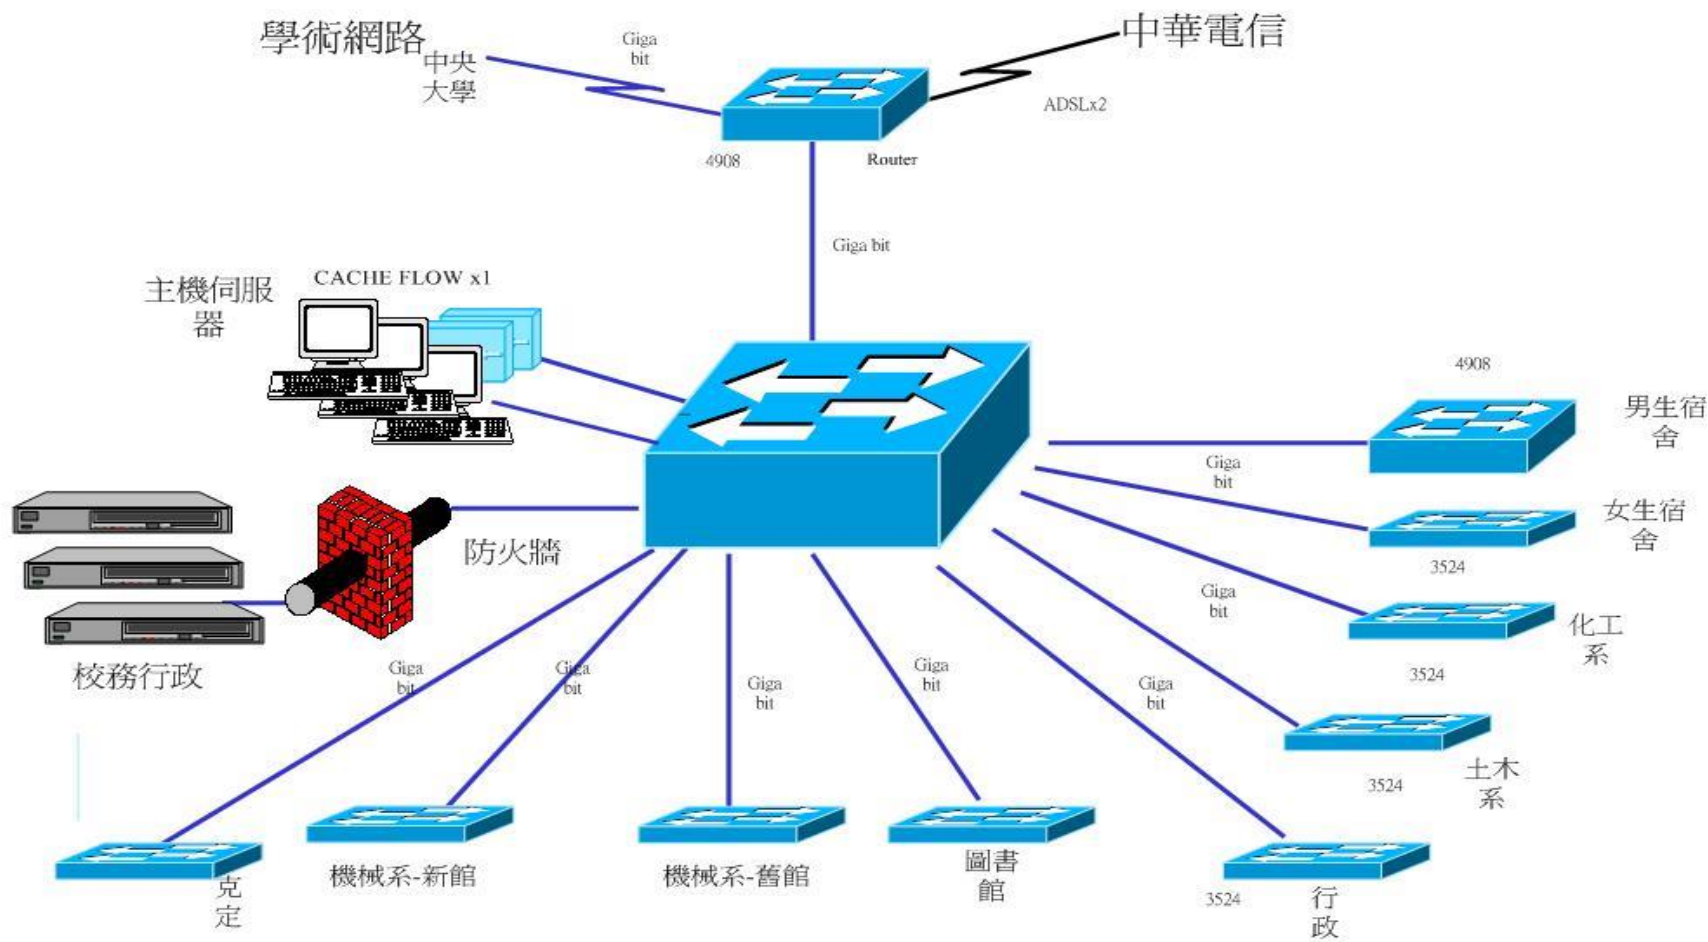 學術網路
中央
大學
Giga
bit
中華電信
ADSLx2
4908
Router
Giga bit
主機伺服
器
CACHE FLOW x1
4908
男生宿
舍
Giga
bit
女生宿
舍
3524
防火牆
Giga
bit
化工
系
3524
校務行政
Giga
bit
Giga
bit
Giga
bit
Giga
bit
Giga
bit
土木
系
3524
克
定
機械系-新館
機械系-舊館
圖書
館
3524
行
政